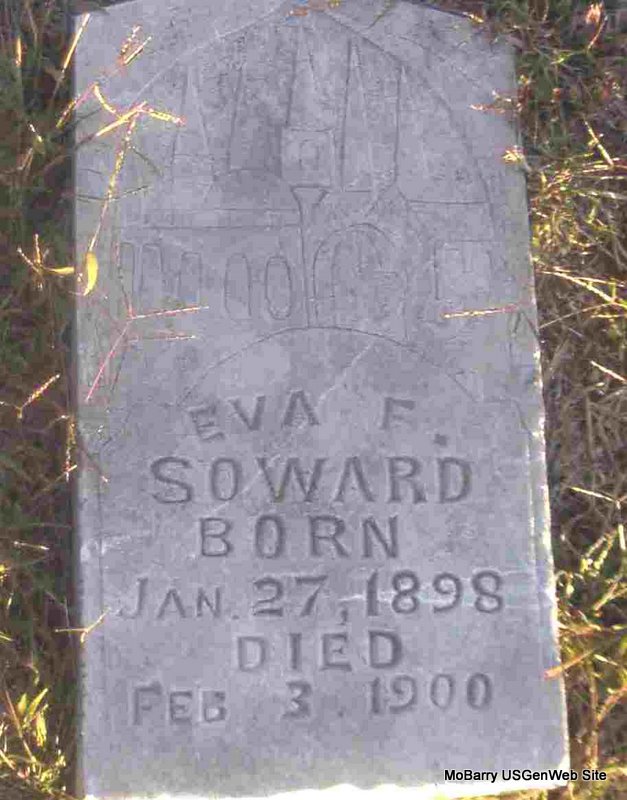 EVA F.
SOWARD
BORN
JAN. 27, 1898
DIED
FEB 3. 1900
MoBarry USGenWeb Site